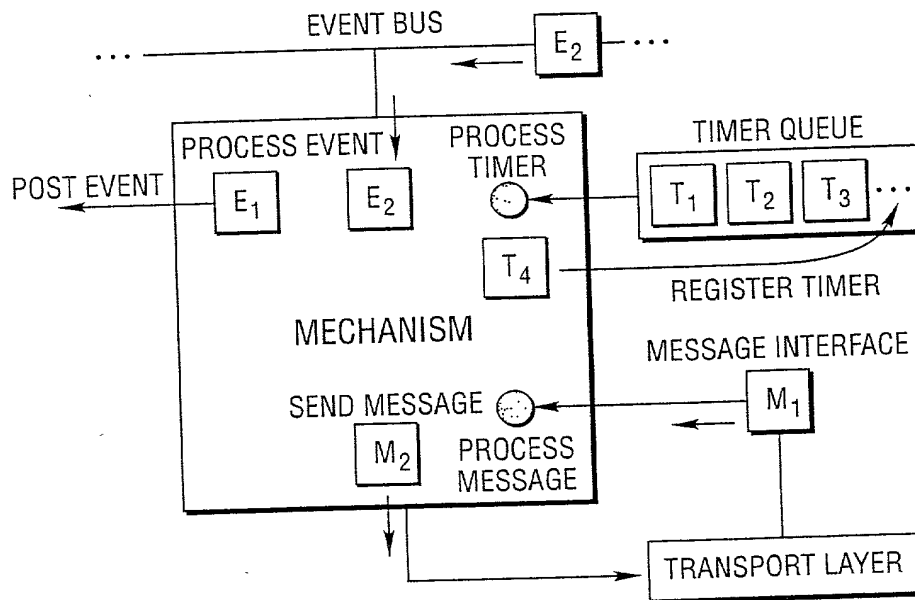 EVENT BUS
... E2 ...
PROCESS EVENT
PROCESS
TIMER
TIMER QUEUE
POST EVENT
E1
E2
T1 T2 T3 ...
T4
REGISTER TIMER
MECHANISM
MESSAGE INTERFACE
SEND MESSAGE
M1
M2
PROCESS
MESSAGE
TRANSPORT LAYER